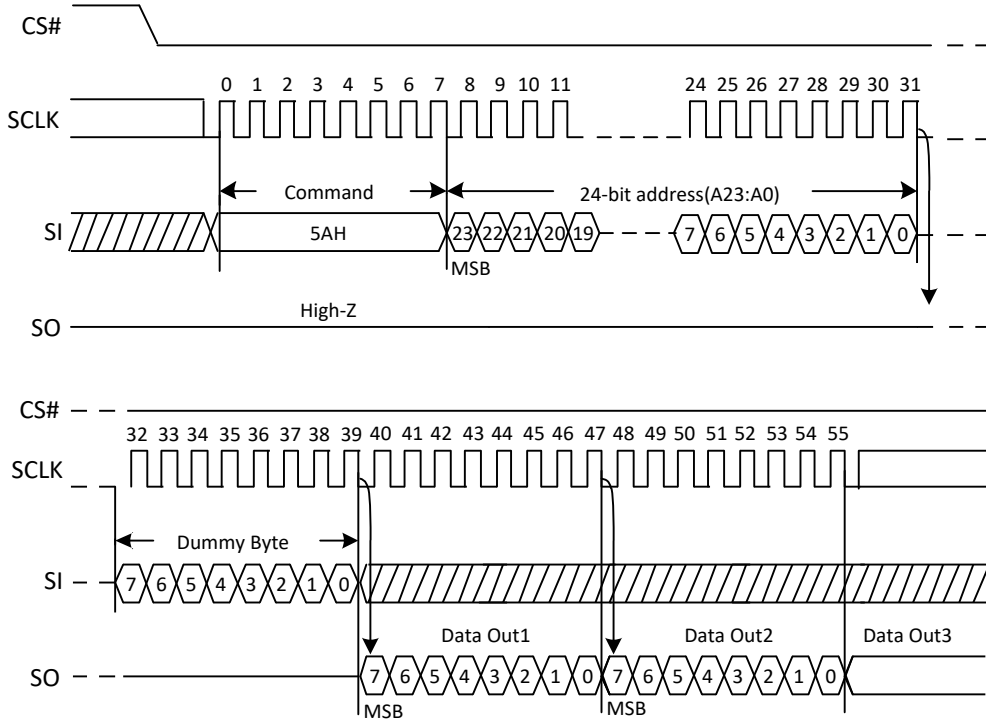 CS#
0 1 2 3 4 5 6 7 8 9 10 11 24 25 26 27 28 29 30 31
SCLK
Command 24-bit address(A23:A0)
SI 5AH 23 22 21 20 19 7 6 5 4 3 2 1 0
MSB
High-Z
SO
CS#
32 33 34 35 36 37 38 39 40 41 42 43 44 45 46 47 48 49 50 51 52 53 54 55
SCLK
Dummy Byte
SI 7 6 5 4 3 2 1 0
Data Out1 Data Out2 Data Out3
SO 7 6 5 4 3 2 1 0 7 6 5 4 3 2 1 0
MSB MSB